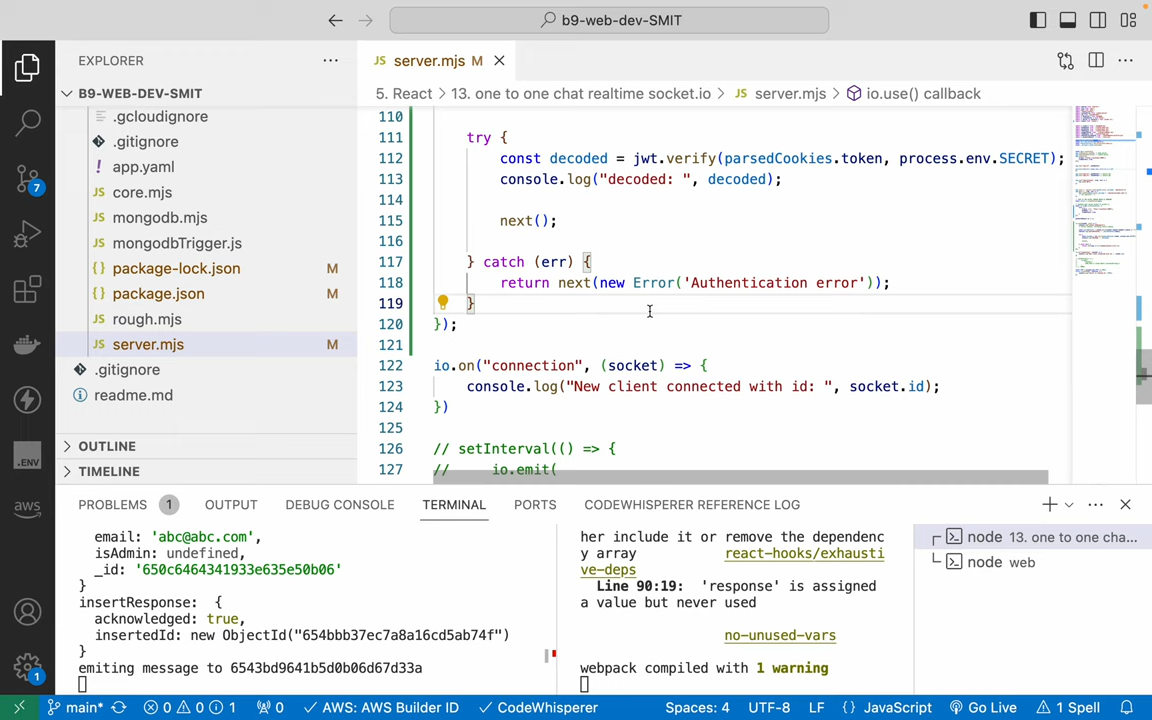 b9-web-dev-SMIT
EXPLORER
B9-WEB-DEV-SMIT
.gcloudignore
.gitignore
app.yaml
core.mjs
mongodb.mjs
mongodbTrigger.js
package-lock.json M
package.json M
rough.mjs
server.mjs M
.gitignore
readme.md
OUTLINE
TIMELINE
JS server.mjs M
5. React > 13. one to one chat realtime socket.io > JS server.mjs > io.use() callback
110
111 try {
112 const decoded = jwt.verify(parsedCookies.token, process.env.SECRET);
113 console.log("decoded: ", decoded);
114
115 next();
116
117 } catch (err) {
118 return next(new Error('Authentication error'));
119 }
120 });
121
122 io.on("connection", (socket) => {
123 console.log("New client connected with id: ", socket.id);
124 })
125
126 // setInterval(() => {
127 // io.emit(
PROBLEMS 1 OUTPUT DEBUG CONSOLE TERMINAL PORTS CODEWHISPERER REFERENCE LOG
email: 'abc@abc.com',
isAdmin: undefined,
_id: '650c6464341933e635e50b06'
}
insertResponse: {
acknowledged: true,
insertedId: new ObjectId("654bbb37ec7a8a16cd5ab74f")
}
emiting message to 6543bd9641b5d0b06d67d33a
her include it or remove the dependenc
y array react-hooks/exhausti
ve-deps
Line 90:19: 'response' is assigned
a value but never used
no-unused-vars
webpack compiled with 1 warning
node 13. one to one cha...
node web
7
.ENV
aws
1
main* 0 0 1 0 AWS: AWS Builder ID CodeWhisperer Spaces: 4 UTF-8 LF {} JavaScript Go Live 1 Spell